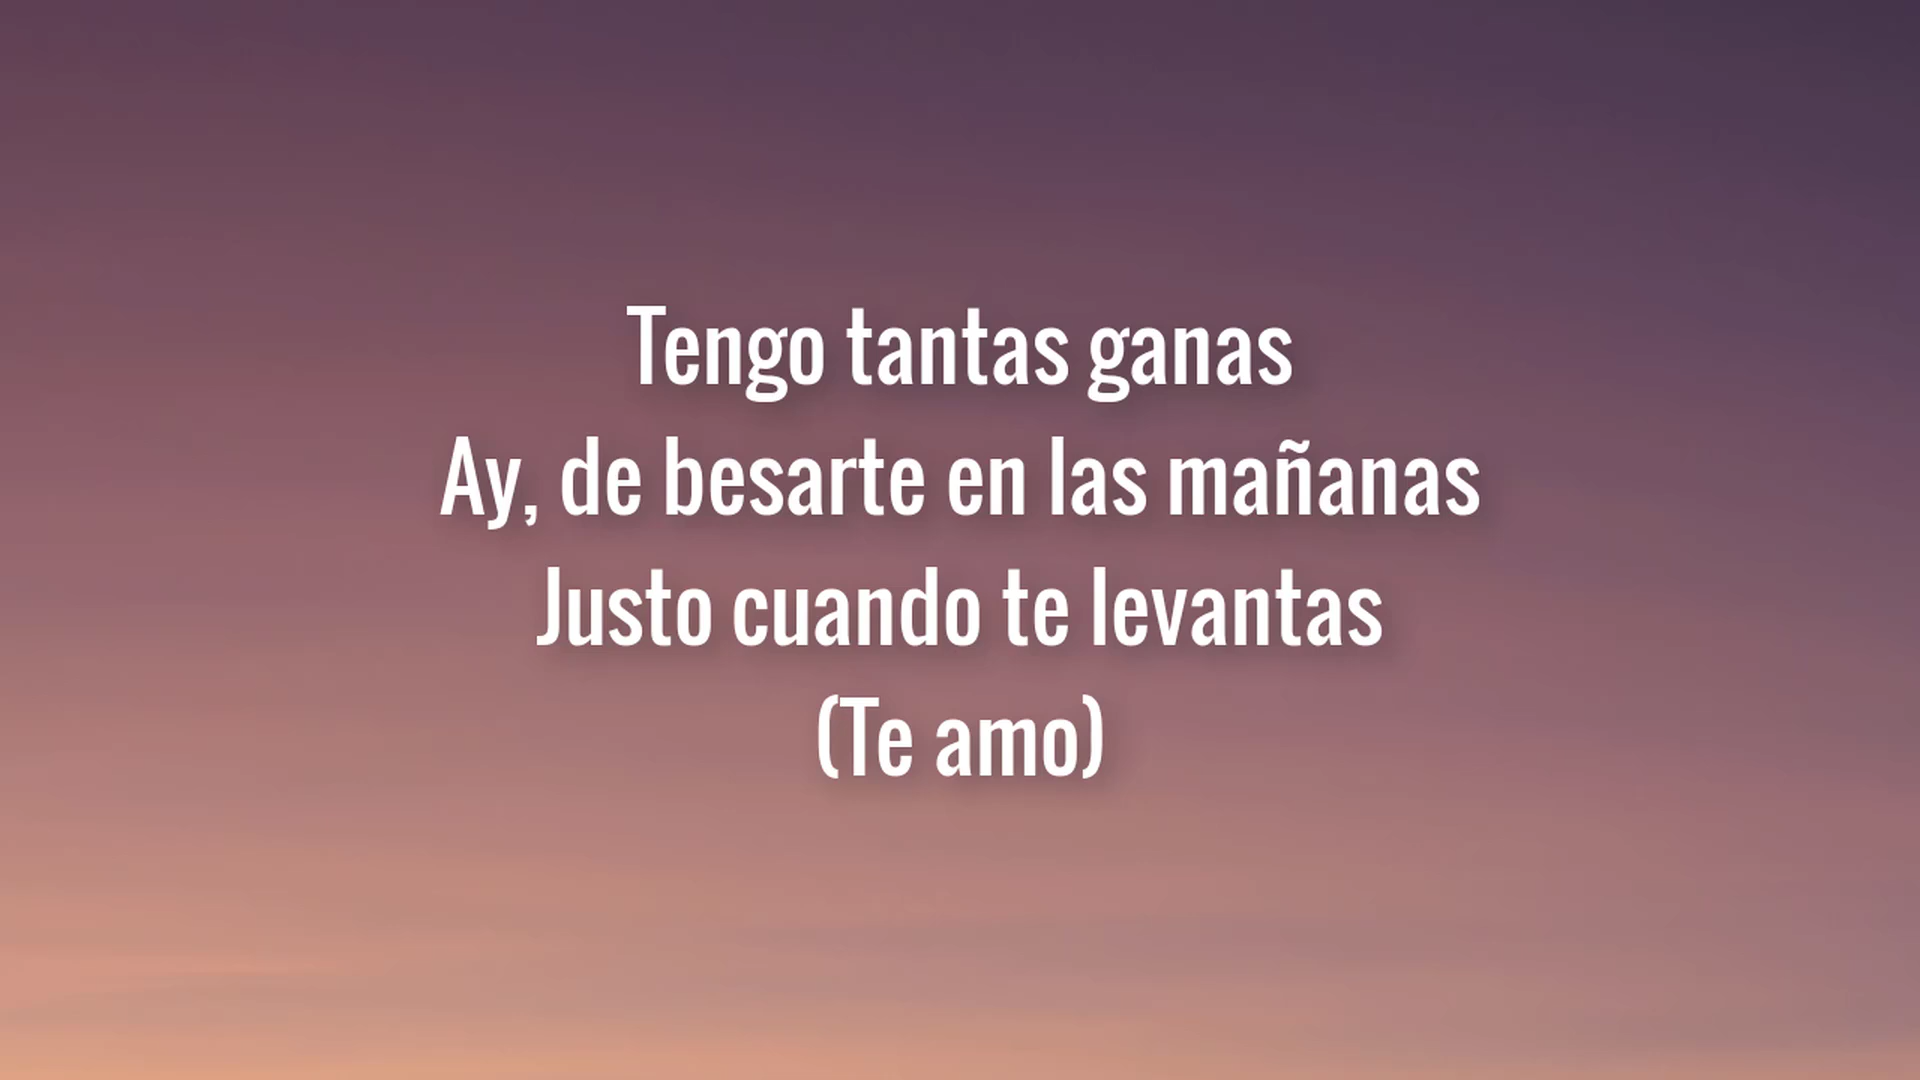 Tengo tantas ganas
Ay, de besarte en las mañanas
Justo cuando te levantas
(Te amo)